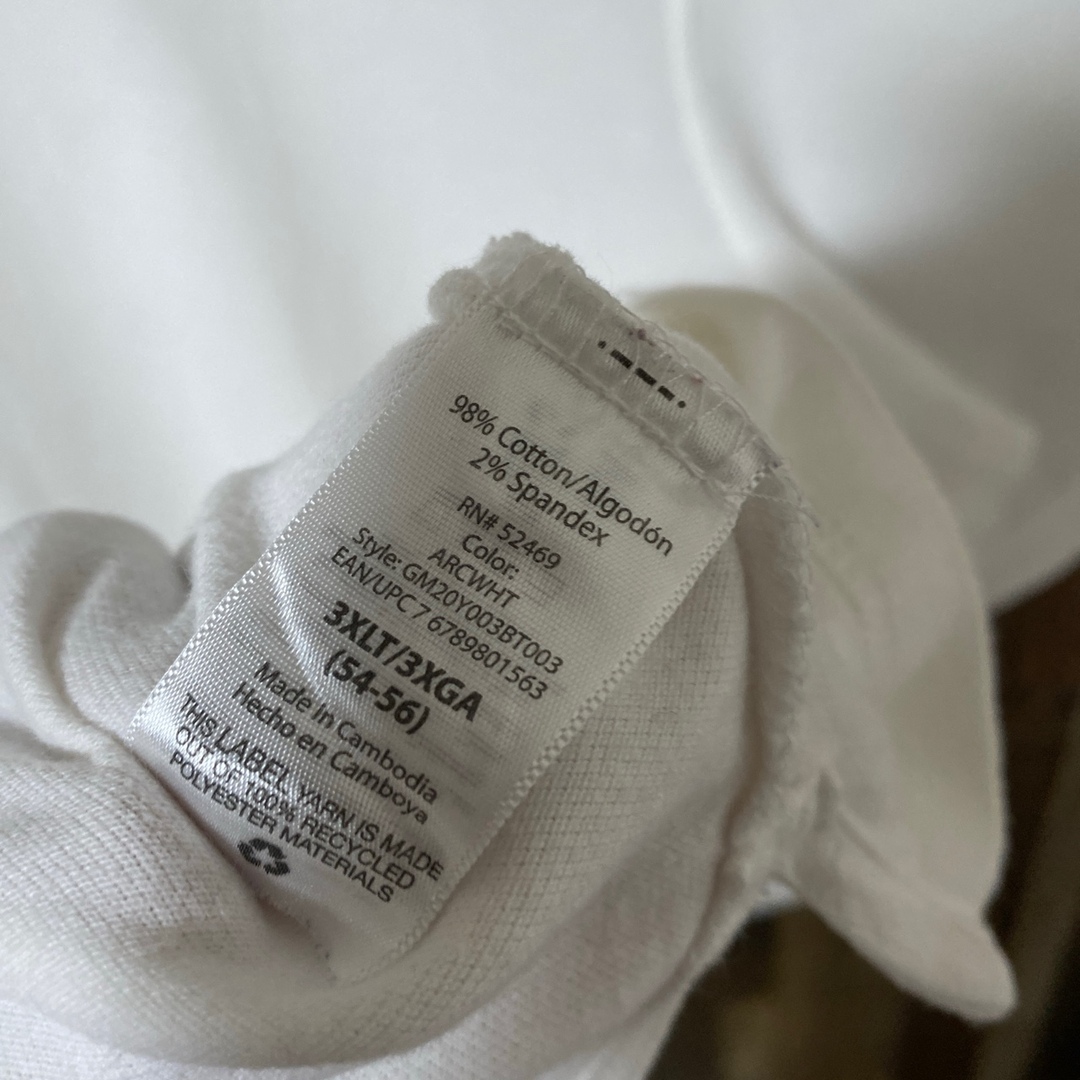 98% Cotton/Algodón
2% Spandex
RN# 52469
Color:
ARCWHT
Style: GM20Y003BT003
EAN/UPC 7 6789801563
3XLT/3XGA
(54-56)
Made in Cambodia
Hecho en Camboya
THIS LABEL YARN IS MADE
OUT OF 100% RECYCLED
POLYESTER MATERIALS